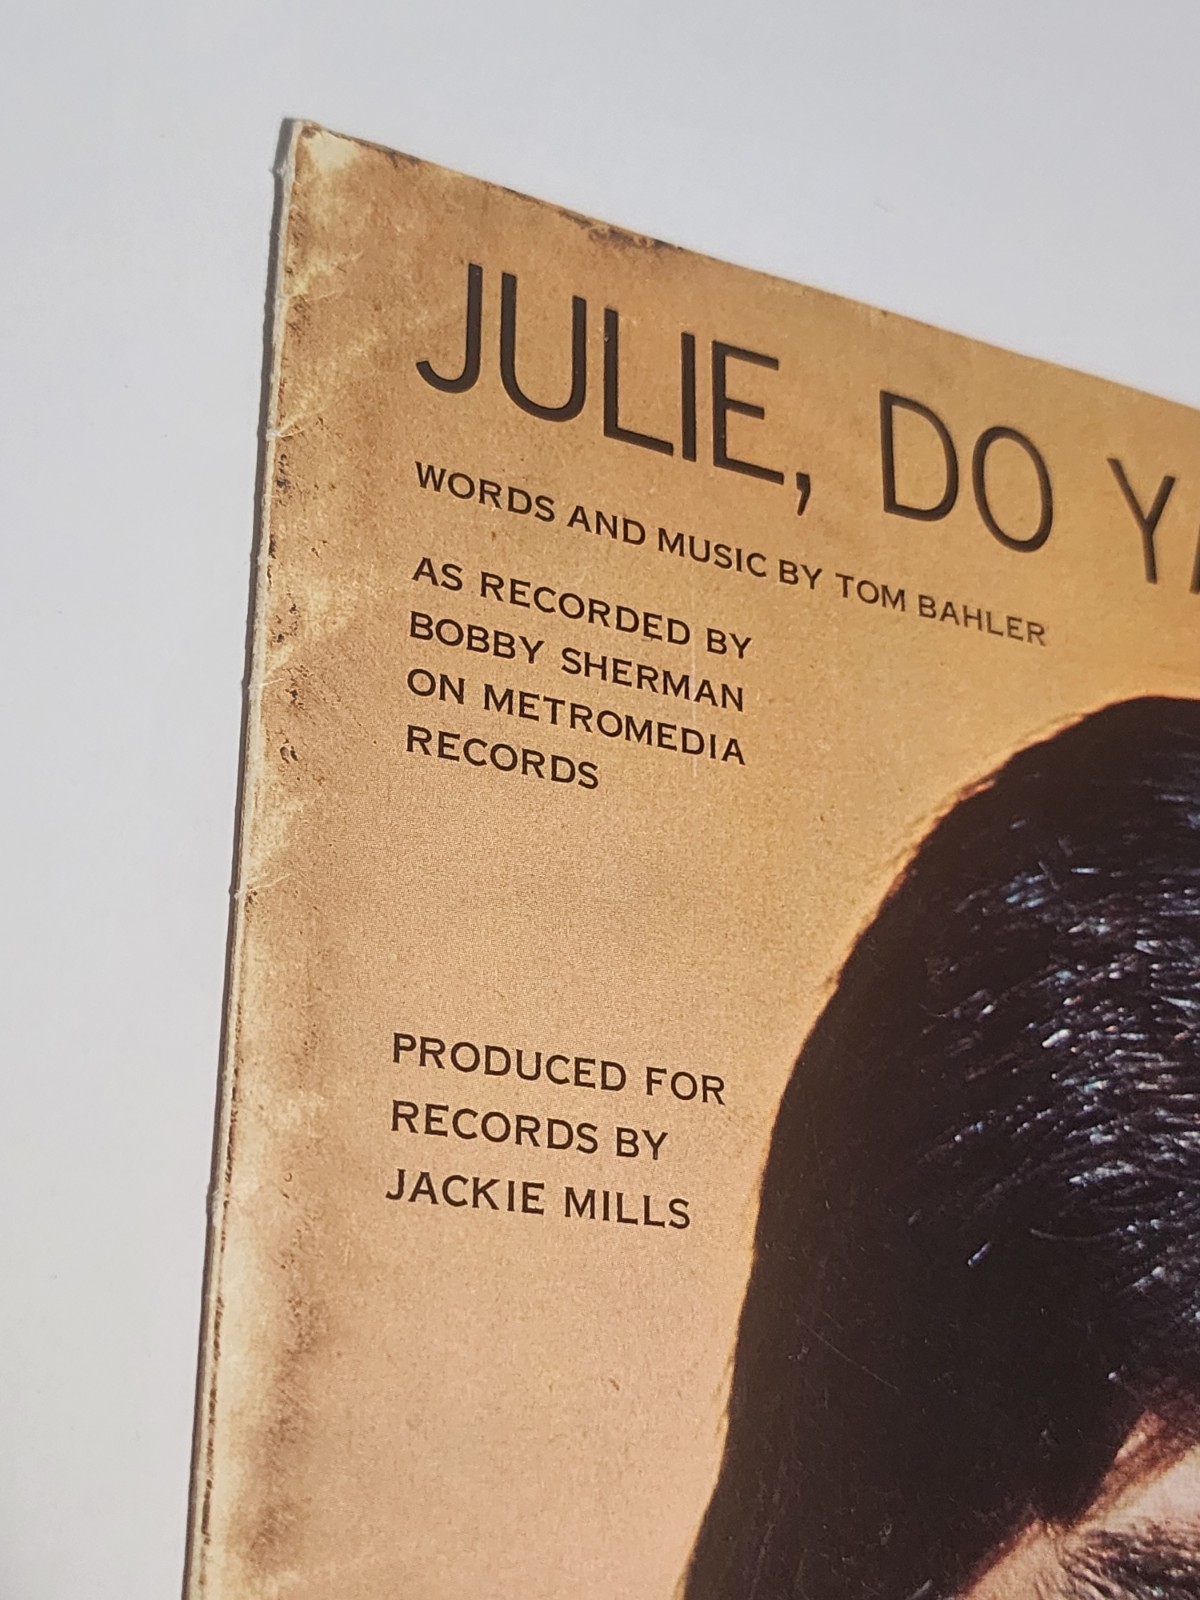 JULIE, DO Y
WORDS AND MUSIC BY TOM BAHLER
AS RECORDED BY
BOBBY SHERMAN
ON METROMEDIA
RECORDS
PRODUCED FOR
RECORDS BY
JACKIE MILLS